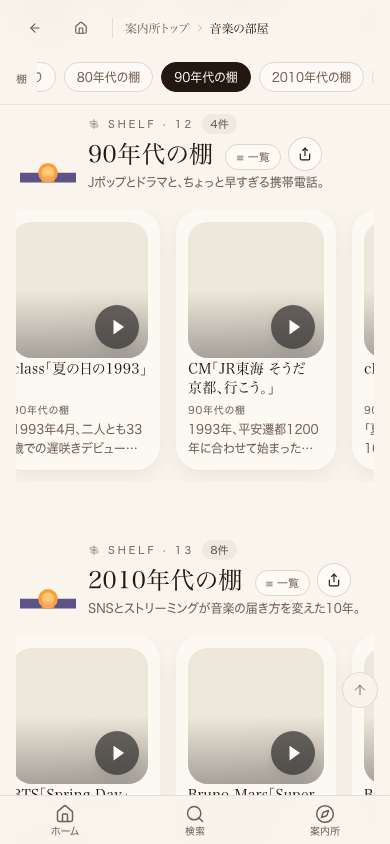 案内所トップ > 音楽の部屋
棚
80年代の棚
90年代の棚
2010年代の棚
SHELF · 12 4件
90年代の棚
≡ 一覧
Jポップとドラマと、ちょっと早すぎる携帯電話。
class「夏の日の1993」
90年代の棚
1993年4月、二人とも33
歳での遅咲きデビュー…
CM「JR東海 そうだ
京都、行こう。」
90年代の棚
1993年、平安遷都1200
年に合わせて始まった…
SHELF · 13 8件
2010年代の棚
≡ 一覧
SNSとストリーミングが音楽の届き方を変えた10年。
BTS「Spring Day」
Bruno Mars「Super
ホーム
検索
案内所